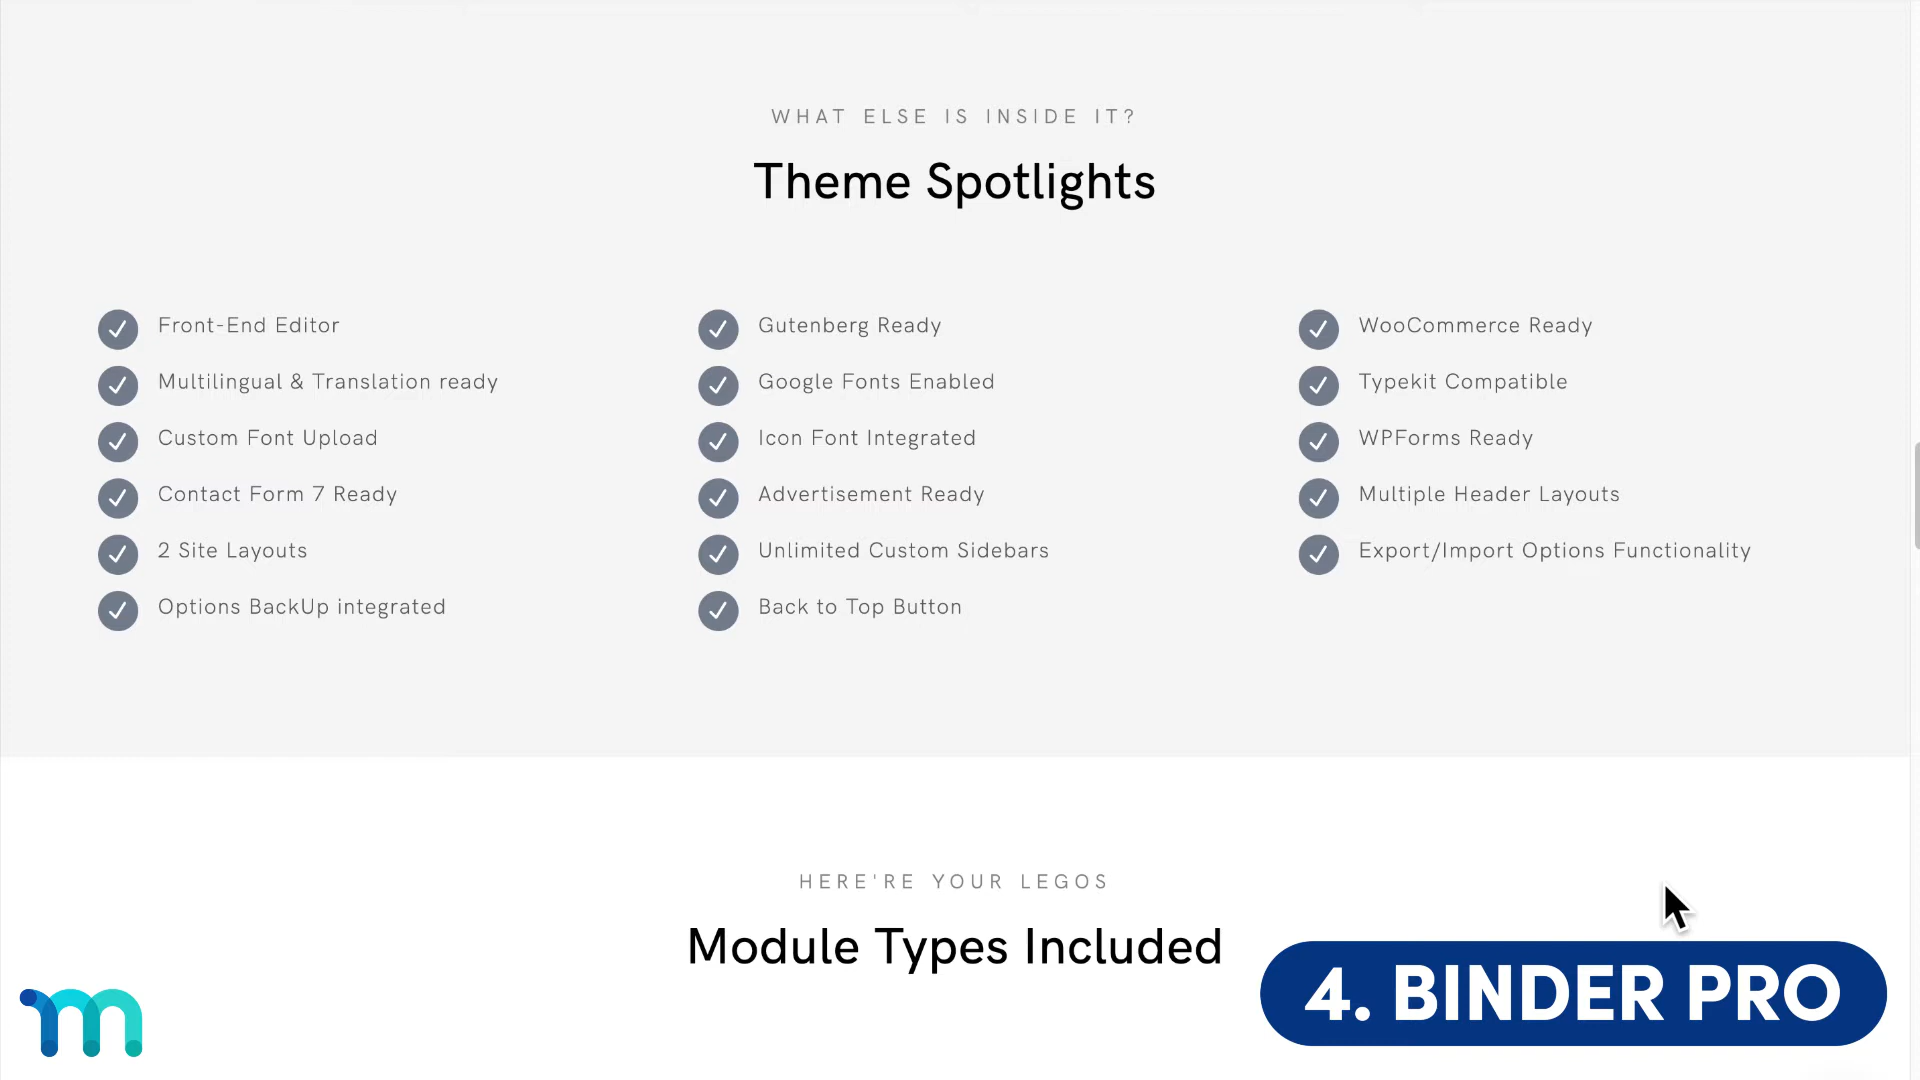 WHAT ELSE IS INSIDE IT?
Theme Spotlights
Front-End Editor
Multilingual & Translation ready
Custom Font Upload
Contact Form 7 Ready
2 Site Layouts
Options BackUp integrated
Gutenberg Ready
Google Fonts Enabled
Icon Font Integrated
Advertisement Ready
Unlimited Custom Sidebars
Back to Top Button
WooCommerce Ready
Typekit Compatible
WPForms Ready
Multiple Header Layouts
Export/Import Options Functionality
HERE'RE YOUR LEGOS
Module Types Included
m
4. BINDER PRO